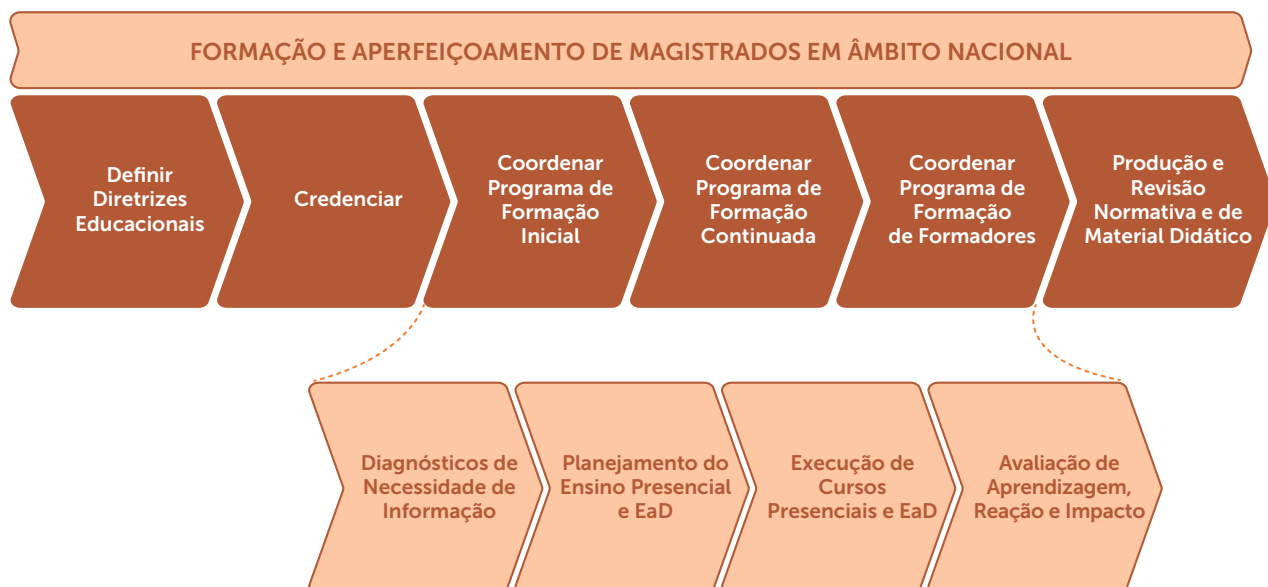 FORMAÇÃO E APERFEIÇOAMENTO DE MAGISTRADOS EM ÂMBITO NACIONAL
Definir
Diretrizes
Educacionais
Credenciar
Coordenar
Programa de
Formação
Inicial
Coordenar
Programa de
Formação
Continuada
Coordenar
Programa de
Formação
de Formadores
Produção e
Revisão
Normativa e de
Material Didático
Diagnósticos de
Necessidade de
Informação
Planejamento do
Ensino Presencial
e EaD
Execução de
Cursos
Presenciais e EaD
Avaliação de
Aprendizagem,
Reação e Impacto